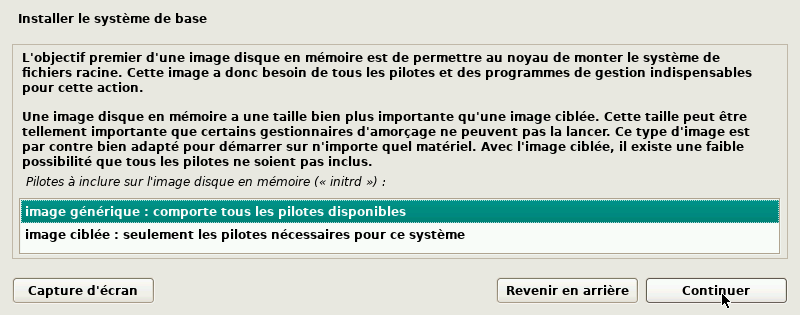 Installer le système de base
L'objectif premier d'une image disque en mémoire est de permettre au noyau de monter le système de
fichiers racine. Cette image a donc besoin de tous les pilotes et des programmes de gestion indispensables
pour cette action.
Une image disque en mémoire a une taille bien plus importante qu'une image ciblée. Cette taille peut être
tellement importante que certains gestionnaires d'amorçage ne peuvent pas la lancer. Ce type d'image est
par contre bien adapté pour démarrer sur n'importe quel matériel. Avec l'image ciblée, il existe une faible
possibilité que tous les pilotes ne soient pas inclus.
Pilotes à inclure sur l'image disque en mémoire (« initrd ») :
image générique : comporte tous les pilotes disponibles
image ciblée : seulement les pilotes nécessaires pour ce système
Capture d'écran
Revenir en arrière
Continuer